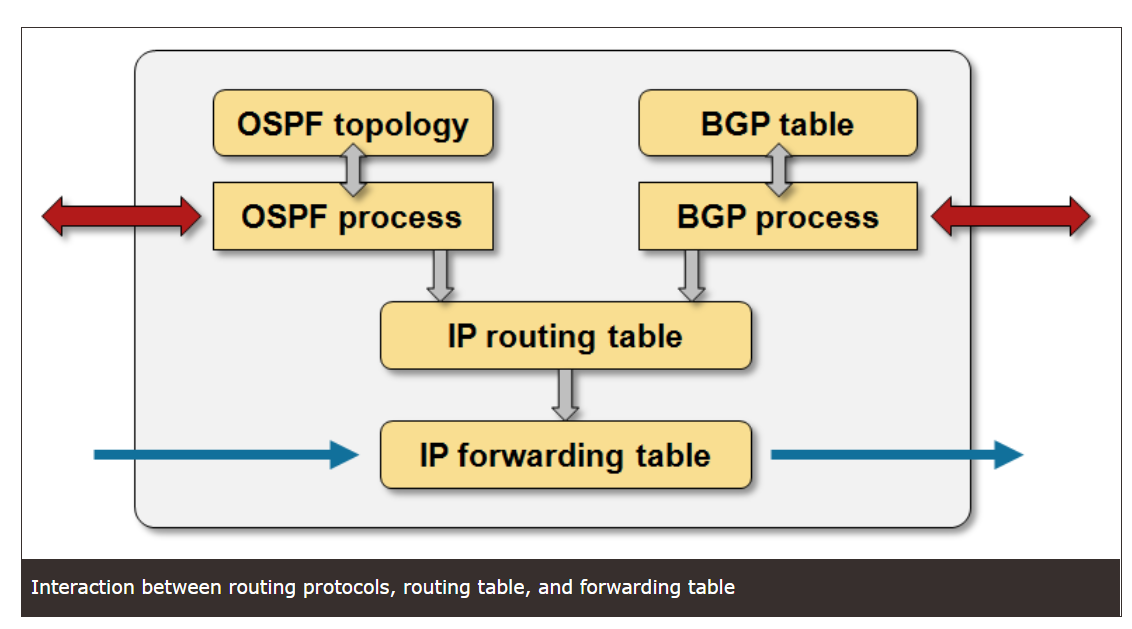 OSPF topology
BGP table
OSPF process
BGP process
IP routing table
IP forwarding table
Interaction between routing protocols, routing table, and forwarding table